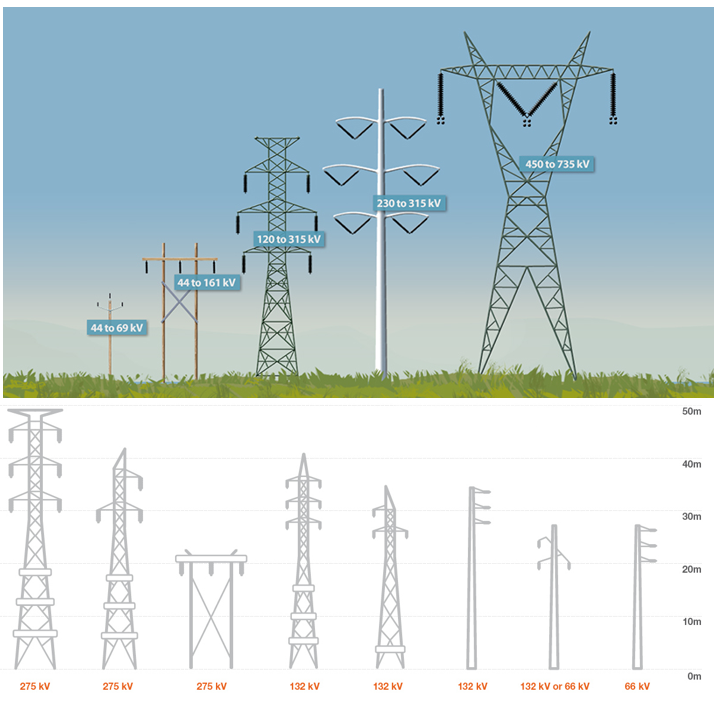 450 to 735 kV
230 to 315 kV
120 to 315 kV
44 to 161 kV
44 to 69 kV
50m
40m
30m
20m
10m
0m
275 kV 275 kV 275 kV 132 kV 132 kV 132 kV 132 kV or 66 kV 66 kV